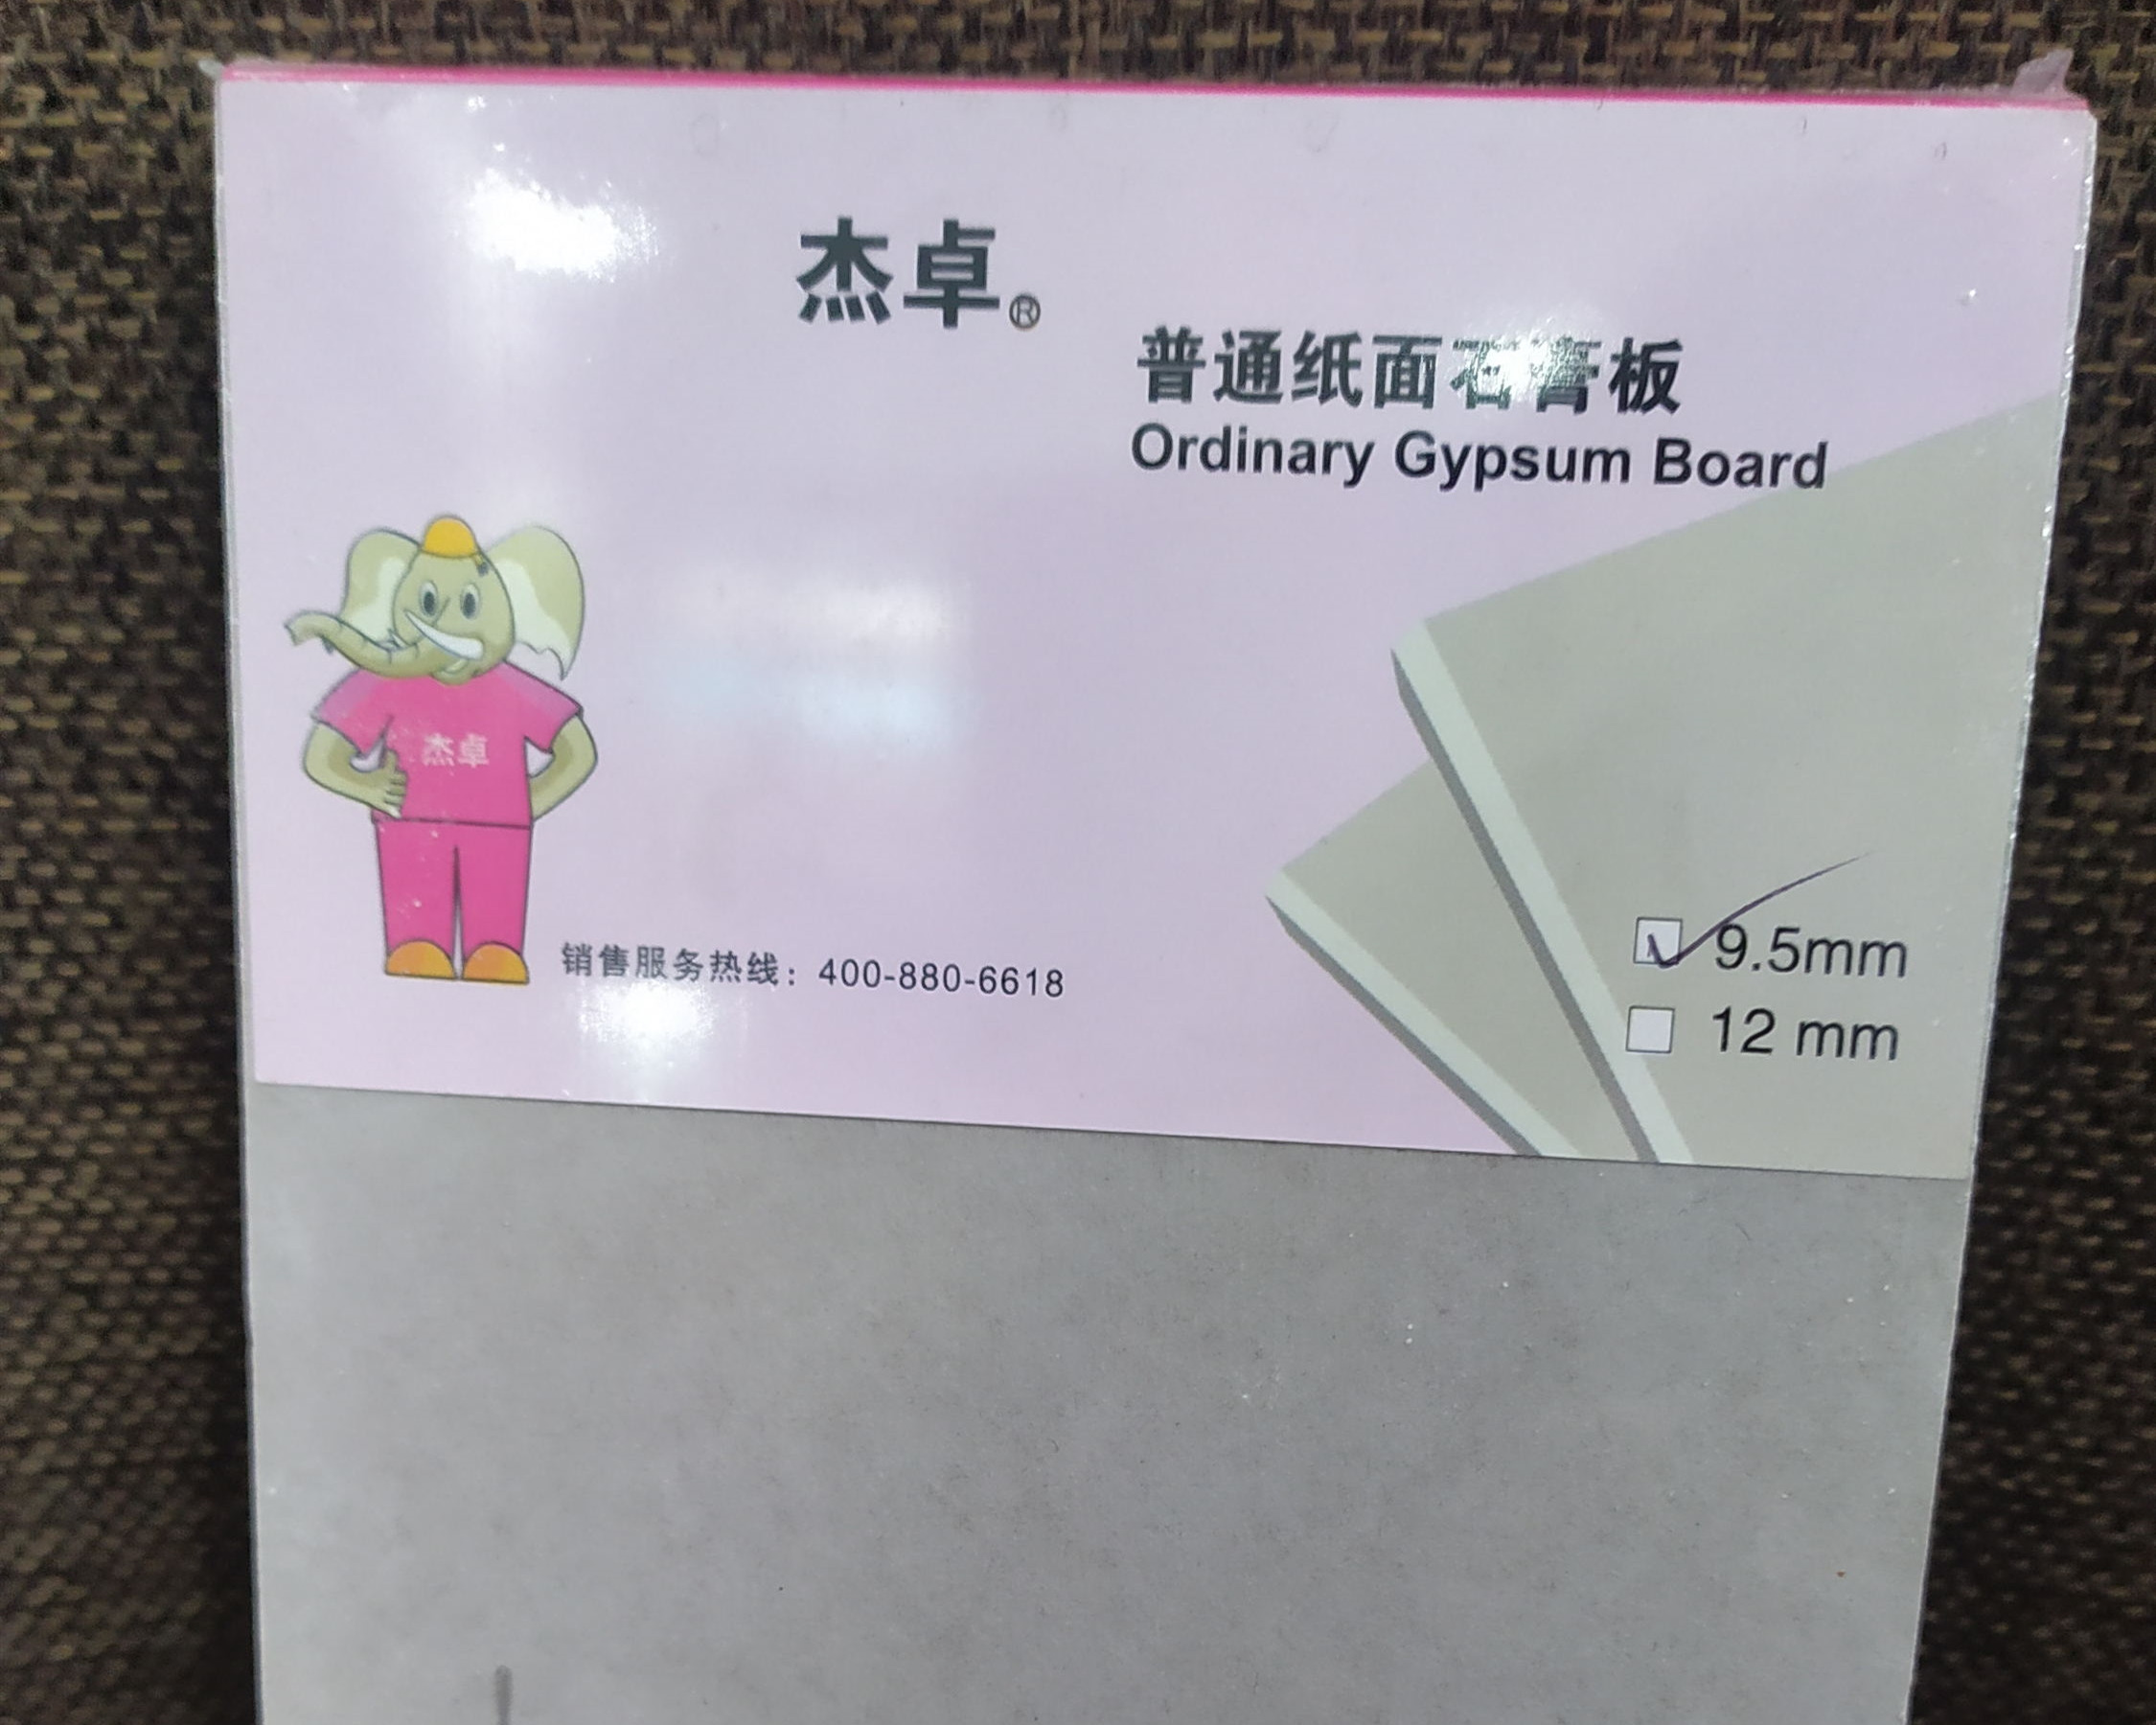 杰卓®
普通纸面石膏板
Ordinary Gypsum Board
杰卓
销售服务热线：400-880-6618
9.5mm
12 mm